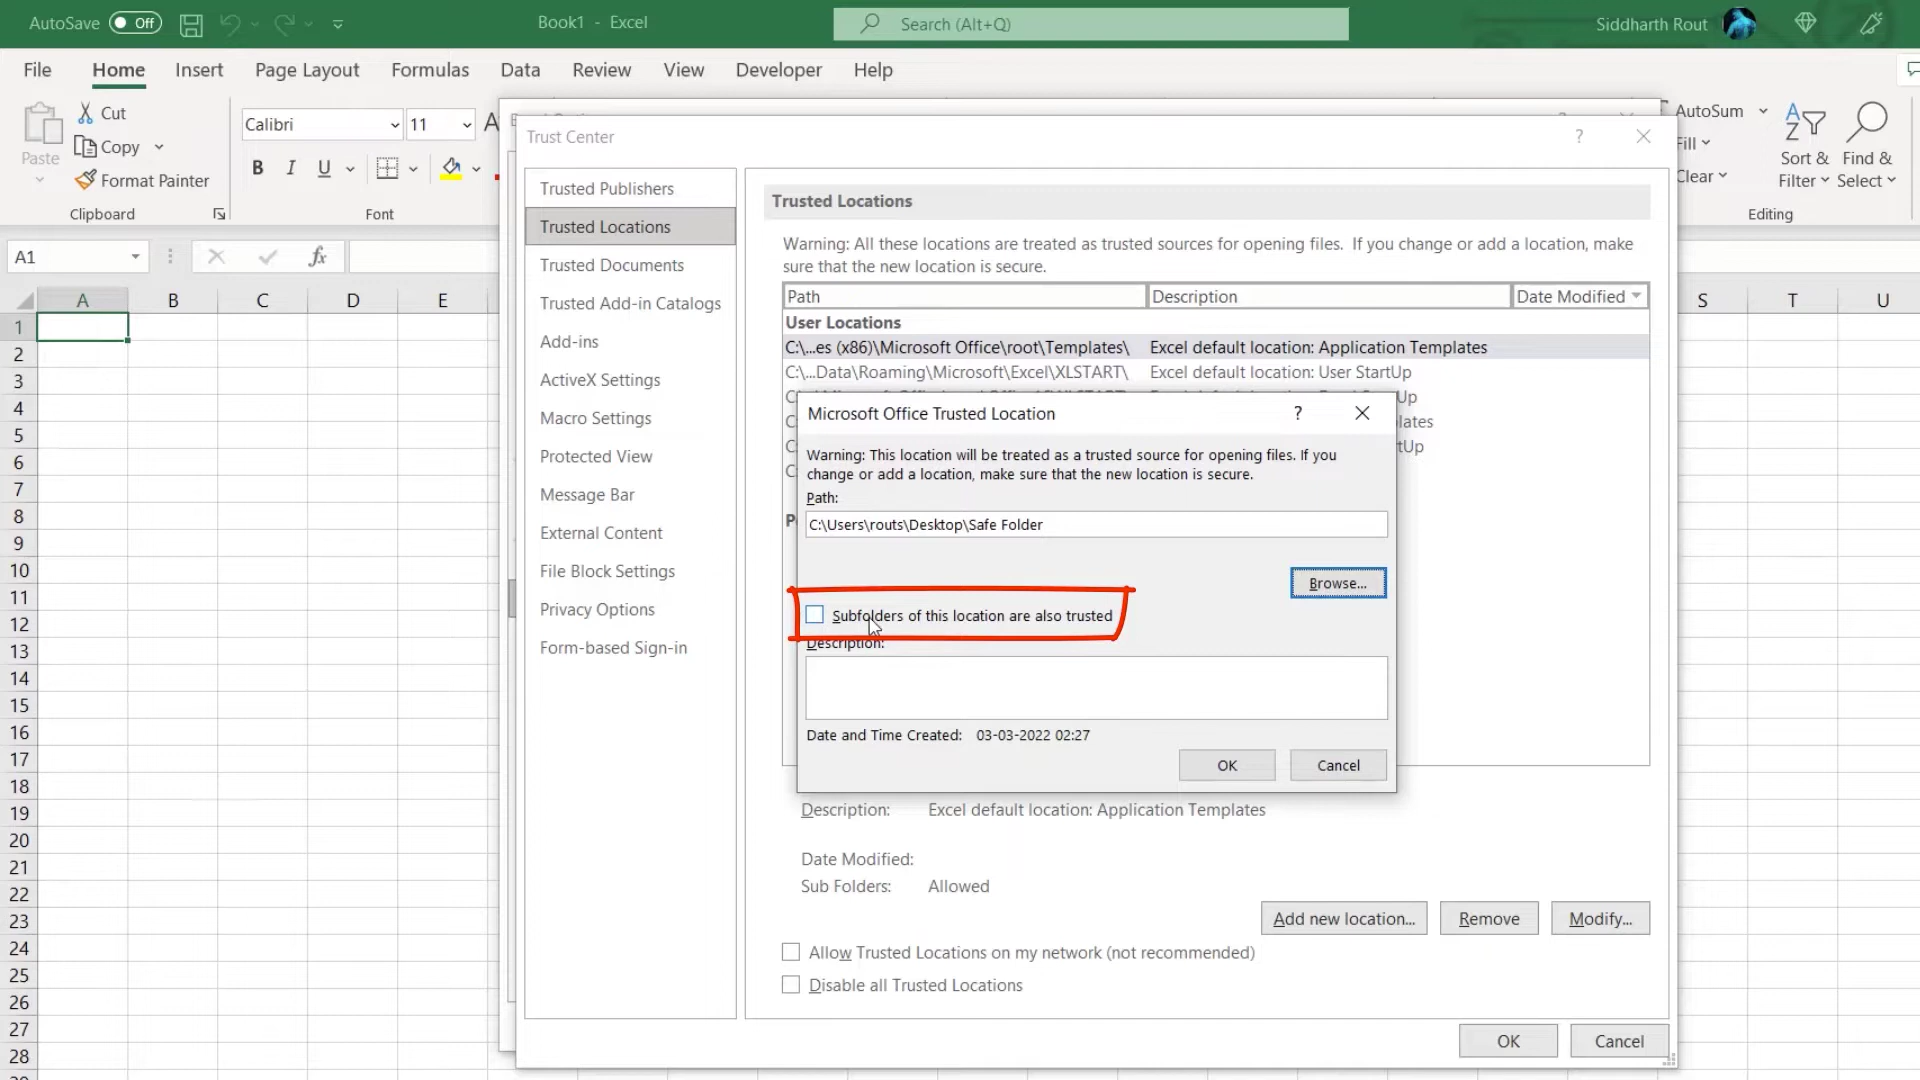 AutoSave Off
Book1 - Excel
Search (Alt+Q)
Siddharth Rout
File Home Insert Page Layout Formulas Data Review View Developer Help
Paste
Cut
Copy
Format Painter
Clipboard
Calibri 11
B I U
Font
AutoSum
Fill
Clear
Sort & Filter
Find & Select
Editing
A1
fx
A B C D E S T U
1
2
3
4
5
6
7
8
9
10
11
12
13
14
15
16
17
18
19
20
21
22
23
24
25
26
27
28
Trust Center
Trusted Publishers
Trusted Locations
Trusted Documents
Trusted Add-in Catalogs
Add-ins
ActiveX Settings
Macro Settings
Protected View
Message Bar
External Content
File Block Settings
Privacy Options
Form-based Sign-in
Trusted Locations
Warning: All these locations are treated as trusted sources for opening files. If you change or add a location, make
sure that the new location is secure.
Path Description Date Modified
User Locations
C:\...es (x86)\Microsoft Office\root\Templates\ Excel default location: Application Templates
C:\...Data\Roaming\Microsoft\Excel\XLSTART\ Excel default location: User StartUp
Microsoft Office Trusted Location
Warning: This location will be treated as a trusted source for opening files. If you
change or add a location, make sure that the new location is secure.
Path:
C:\Users\routs\Desktop\Safe Folder
Browse...
Subfolders of this location are also trusted
Description:
Date and Time Created: 03-03-2022 02:27
OK Cancel
Description: Excel default location: Application Templates
Date Modified:
Sub Folders: Allowed
Add new location... Remove Modify...
Allow Trusted Locations on my network (not recommended)
Disable all Trusted Locations
OK Cancel